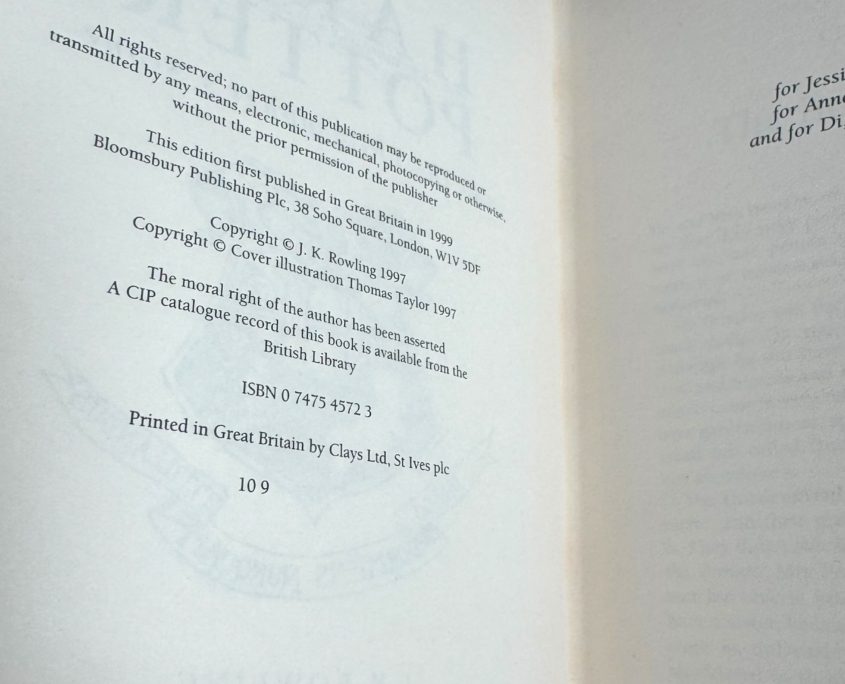 All rights reserved; no part of this publication may be reproduced or
transmitted by any means, electronic, mechanical, photocopying or otherwise,
without the prior permission of the publisher
This edition first published in Great Britain in 1999
Bloomsbury Publishing Plc, 38 Soho Square, London, W1V 5DF
Copyright © J. K. Rowling 1997
Copyright © Cover illustration Thomas Taylor 1997
The moral right of the author has been asserted
A CIP catalogue record of this book is available from the
British Library
ISBN 0 7475 4572 3
Printed in Great Britain by Clays Ltd, St Ives plc
10 9
for Jessi
for Anne
and for Di,